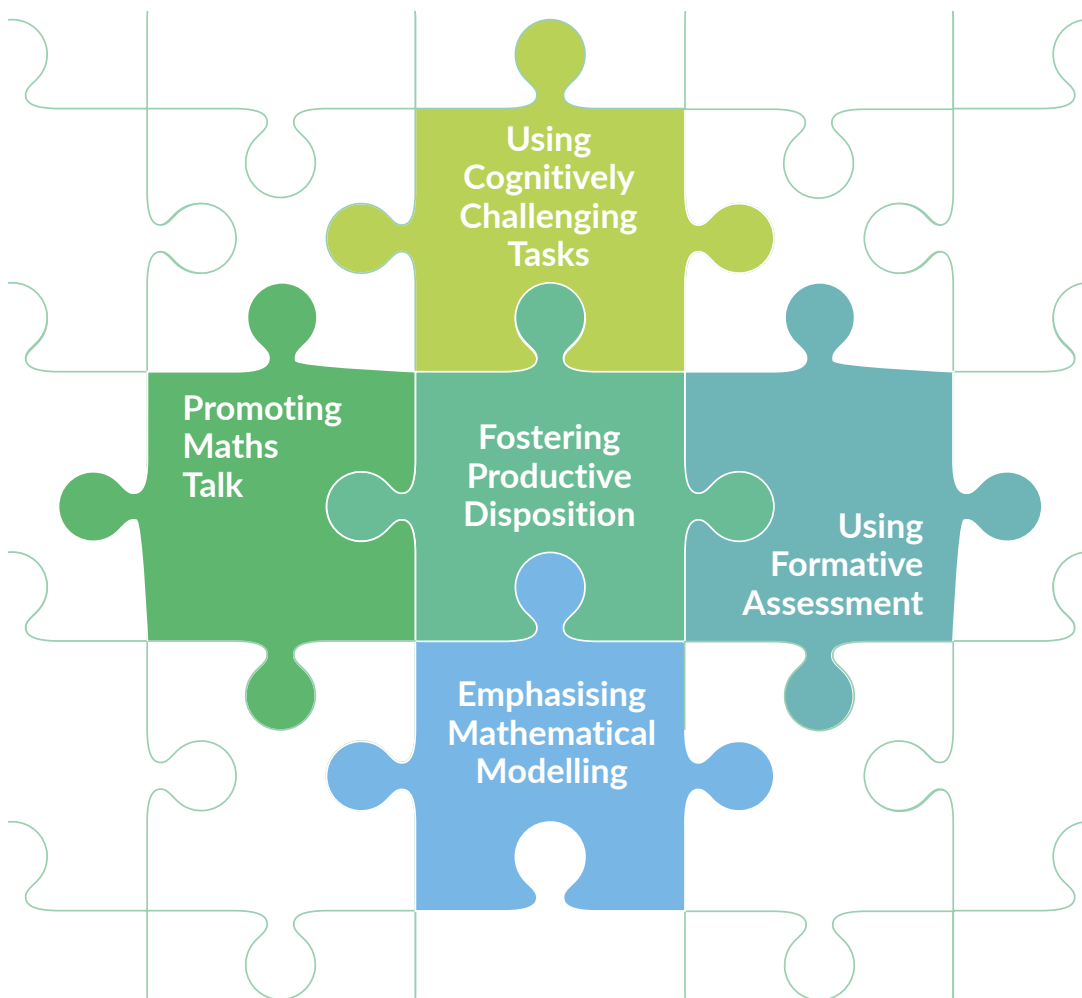 Using
Cognitively
Challenging
Tasks
Promoting
Maths
Talk
Fostering
Productive
Disposition
Using
Formative
Assessment
Emphasising
Mathematical
Modelling